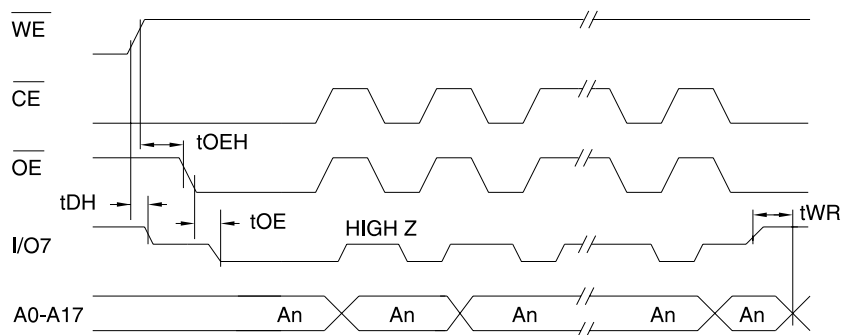 WE
CE
tOEH
OE
tDH
tOE
tWR
HIGH Z
I/O7
A0-A17
An An An An An